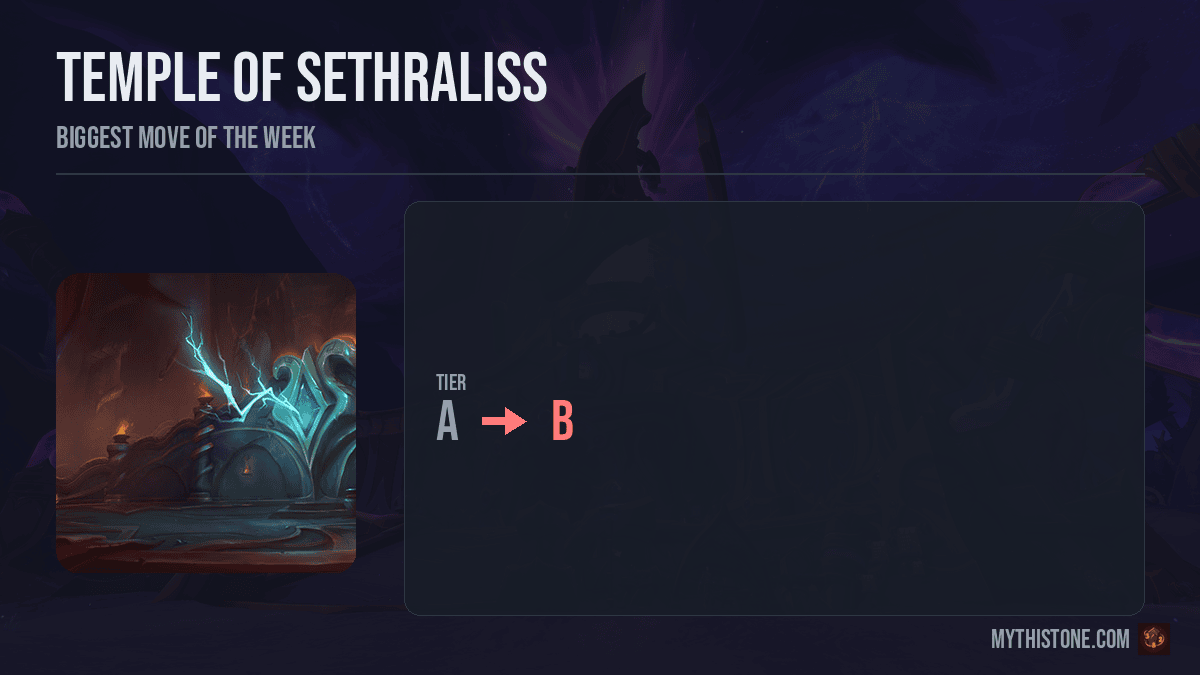 TEMPLE OF SETHRALISS
BIGGEST MOVE OF THE WEEK
TIER
A B
MYTHISTONE.COM